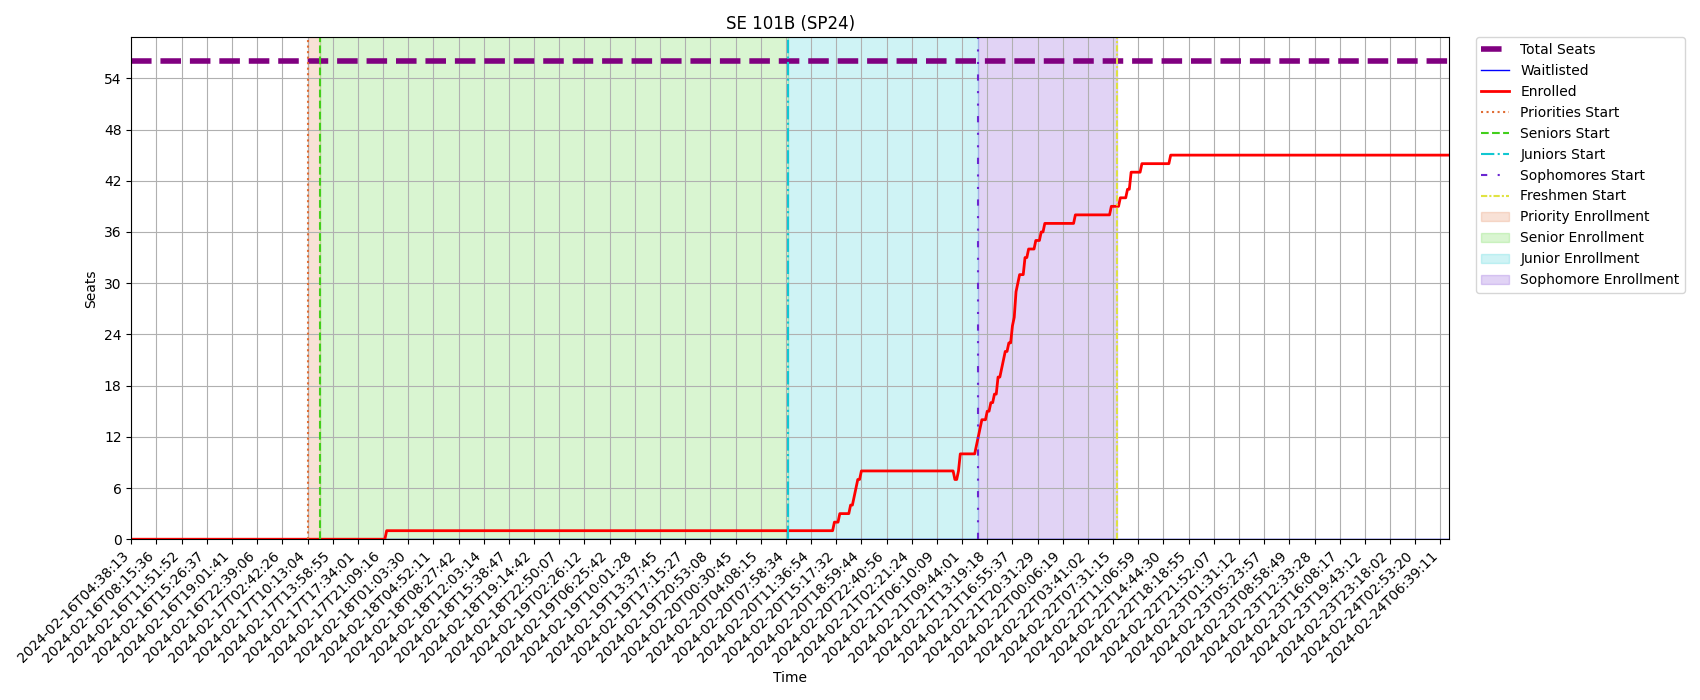 SE 101B (SP24)
Seats
54
48
42
36
30
24
18
12
6
0
2024-02-16T04:38:13
2024-02-16T08:15:36
2024-02-16T11:51:52
2024-02-16T15:26:37
2024-02-16T19:01:41
2024-02-16T22:39:06
2024-02-17T02:42:26
2024-02-17T10:13:04
2024-02-17T13:58:55
2024-02-17T17:34:01
2024-02-17T21:09:16
2024-02-18T01:03:30
2024-02-18T04:52:11
2024-02-18T08:27:42
2024-02-18T12:03:14
2024-02-18T15:38:47
2024-02-18T19:14:42
2024-02-18T22:50:07
2024-02-19T02:26:12
2024-02-19T06:25:42
2024-02-19T10:01:28
2024-02-19T13:37:45
2024-02-19T17:15:27
2024-02-19T20:53:08
2024-02-20T00:30:45
2024-02-20T04:08:15
2024-02-20T07:58:34
2024-02-20T11:36:54
2024-02-20T15:17:32
2024-02-20T18:59:44
2024-02-20T22:40:56
2024-02-21T02:21:24
2024-02-21T06:10:09
2024-02-21T09:44:01
2024-02-21T13:19:18
2024-02-21T16:55:37
2024-02-21T20:31:29
2024-02-22T00:06:19
2024-02-22T03:41:02
2024-02-22T07:31:15
2024-02-22T11:06:59
2024-02-22T14:44:30
2024-02-22T18:18:55
2024-02-22T21:52:07
2024-02-23T01:31:12
2024-02-23T05:23:57
2024-02-23T08:58:49
2024-02-23T12:33:28
2024-02-23T16:08:17
2024-02-23T19:43:12
2024-02-23T23:18:02
2024-02-24T02:53:20
2024-02-24T06:39:11
Time
Total Seats
Waitlisted
Enrolled
Priorities Start
Seniors Start
Juniors Start
Sophomores Start
Freshmen Start
Priority Enrollment
Senior Enrollment
Junior Enrollment
Sophomore Enrollment